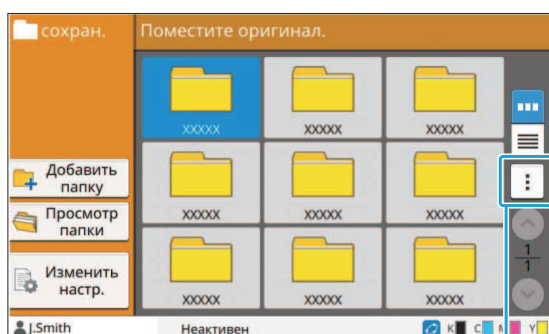 сохран.
Поместите оригинал.
xxxxx xxxxx xxxxx
Добавить
папку
xxxxx xxxxx xxxxx
Просмотр
папки
1
1
Изменить
настр.
xxxxx xxxxx xxxxx
J.Smith
Неактивен
K C M Y